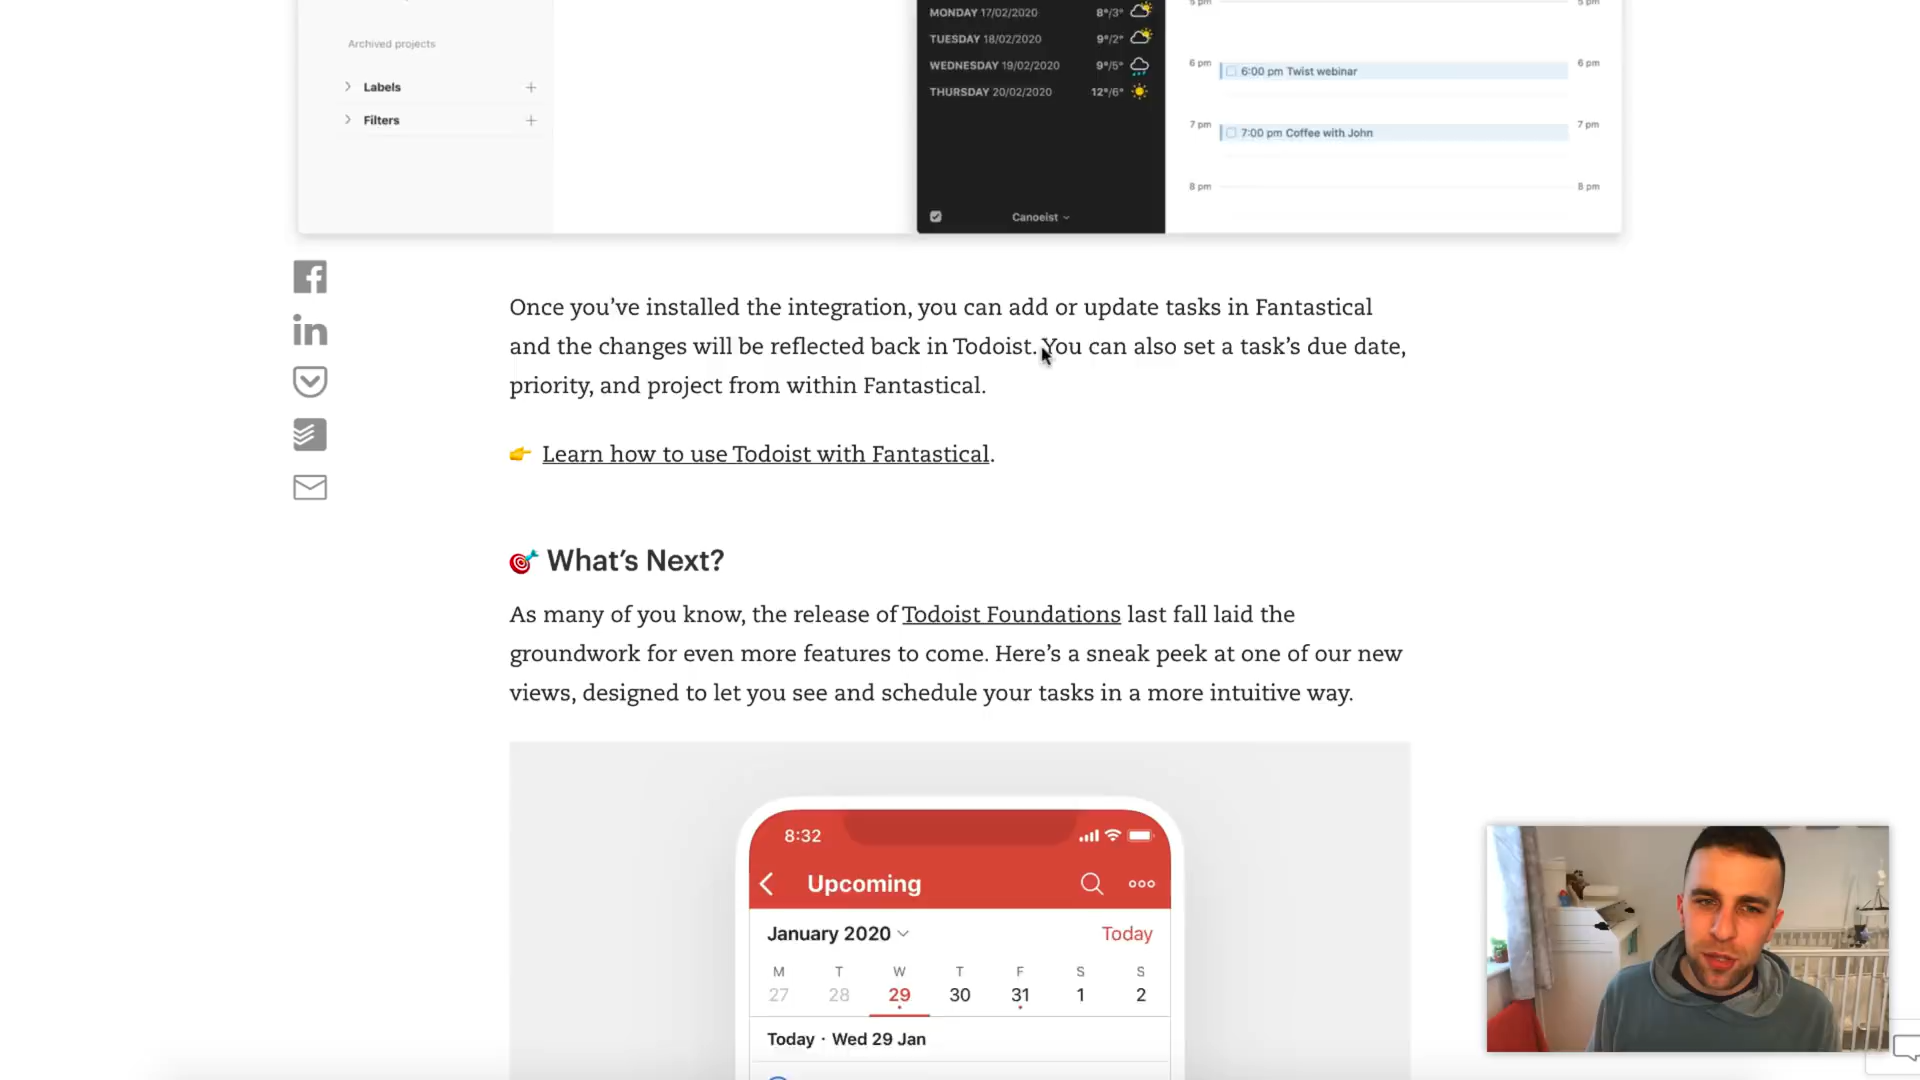 Archived projects
Labels
Filters
MONDAY 17/02/2020 8°/3°
TUESDAY 18/02/2020 9°/2°
WEDNESDAY 19/02/2020 9°/5°
THURSDAY 20/02/2020 12°/6°
Canoeist
5 pm 5 pm
6 pm 6:00 pm Twist webinar 6 pm
7 pm 7:00 pm Coffee with John 7 pm
8 pm 8 pm
Once you’ve installed the integration, you can add or update tasks in Fantastical
and the changes will be reflected back in Todoist. You can also set a task’s due date,
priority, and project from within Fantastical.
Learn how to use Todoist with Fantastical.
What’s Next?
As many of you know, the release of Todoist Foundations last fall laid the
groundwork for even more features to come. Here’s a sneak peek at one of our new
views, designed to let you see and schedule your tasks in a more intuitive way.
8:32
Upcoming
January 2020 Today
M T W T F S S
27 28 29 30 31 1 2
Today · Wed 29 Jan